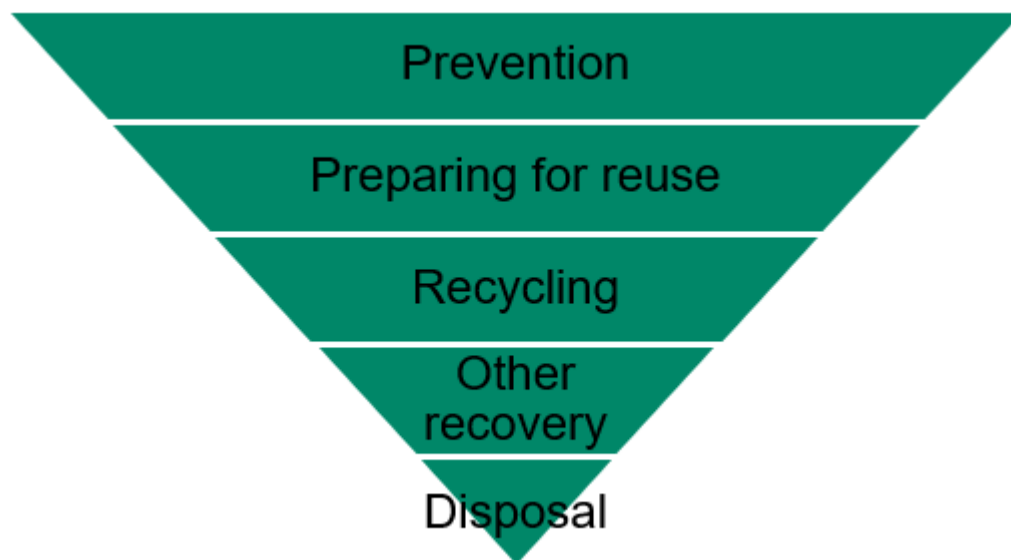 Prevention
Preparing for reuse
Recycling
Other
recovery
Disposal